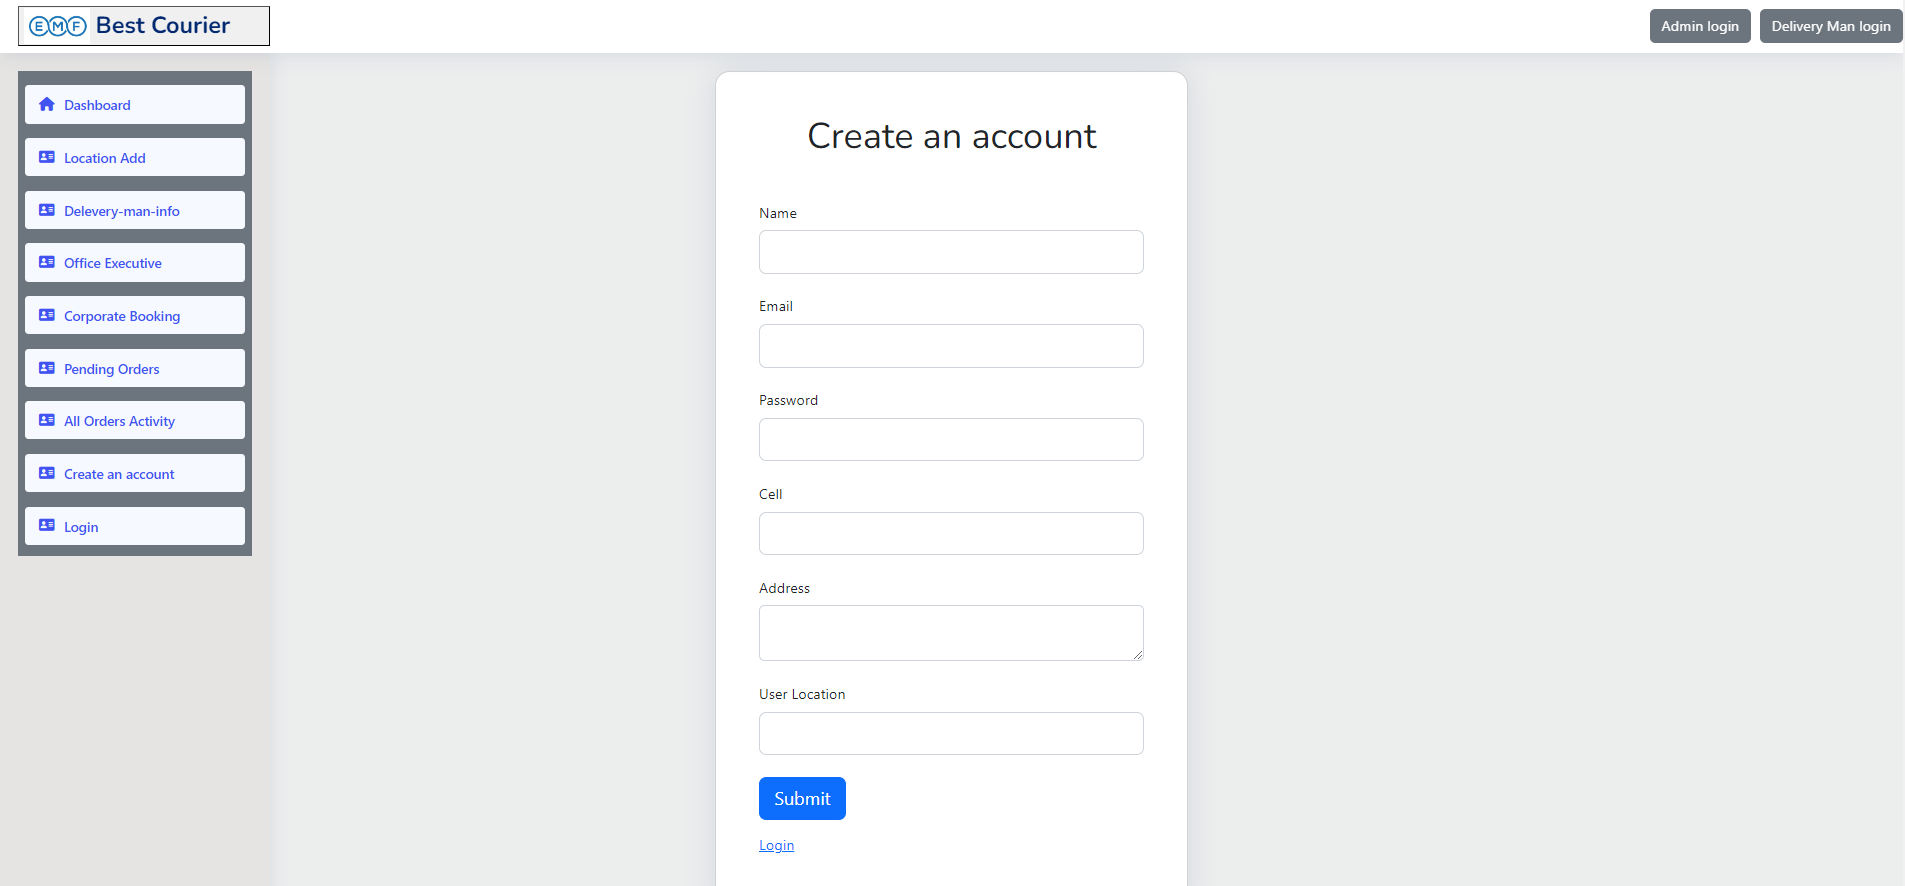 EMF Best Courier
Admin login
Delivery Man login
Dashboard
Location Add
Delevery-man-info
Office Executive
Corporate Booking
Pending Orders
All Orders Activity
Create an account
Login
Create an account
Name
Email
Password
Cell
Address
User Location
Submit
Login